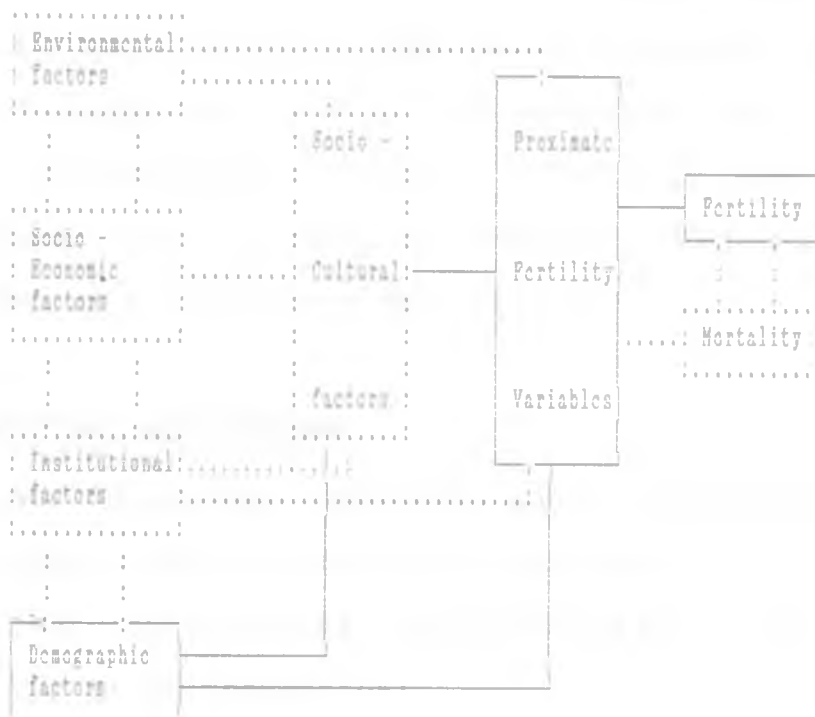 Environmental
factors
Socio -
Cultural
factors
Proximate
Fertility
Variables
Fertility
Mortality
Socio -
Economic
factors
Institutional
factors
Demographic
factors